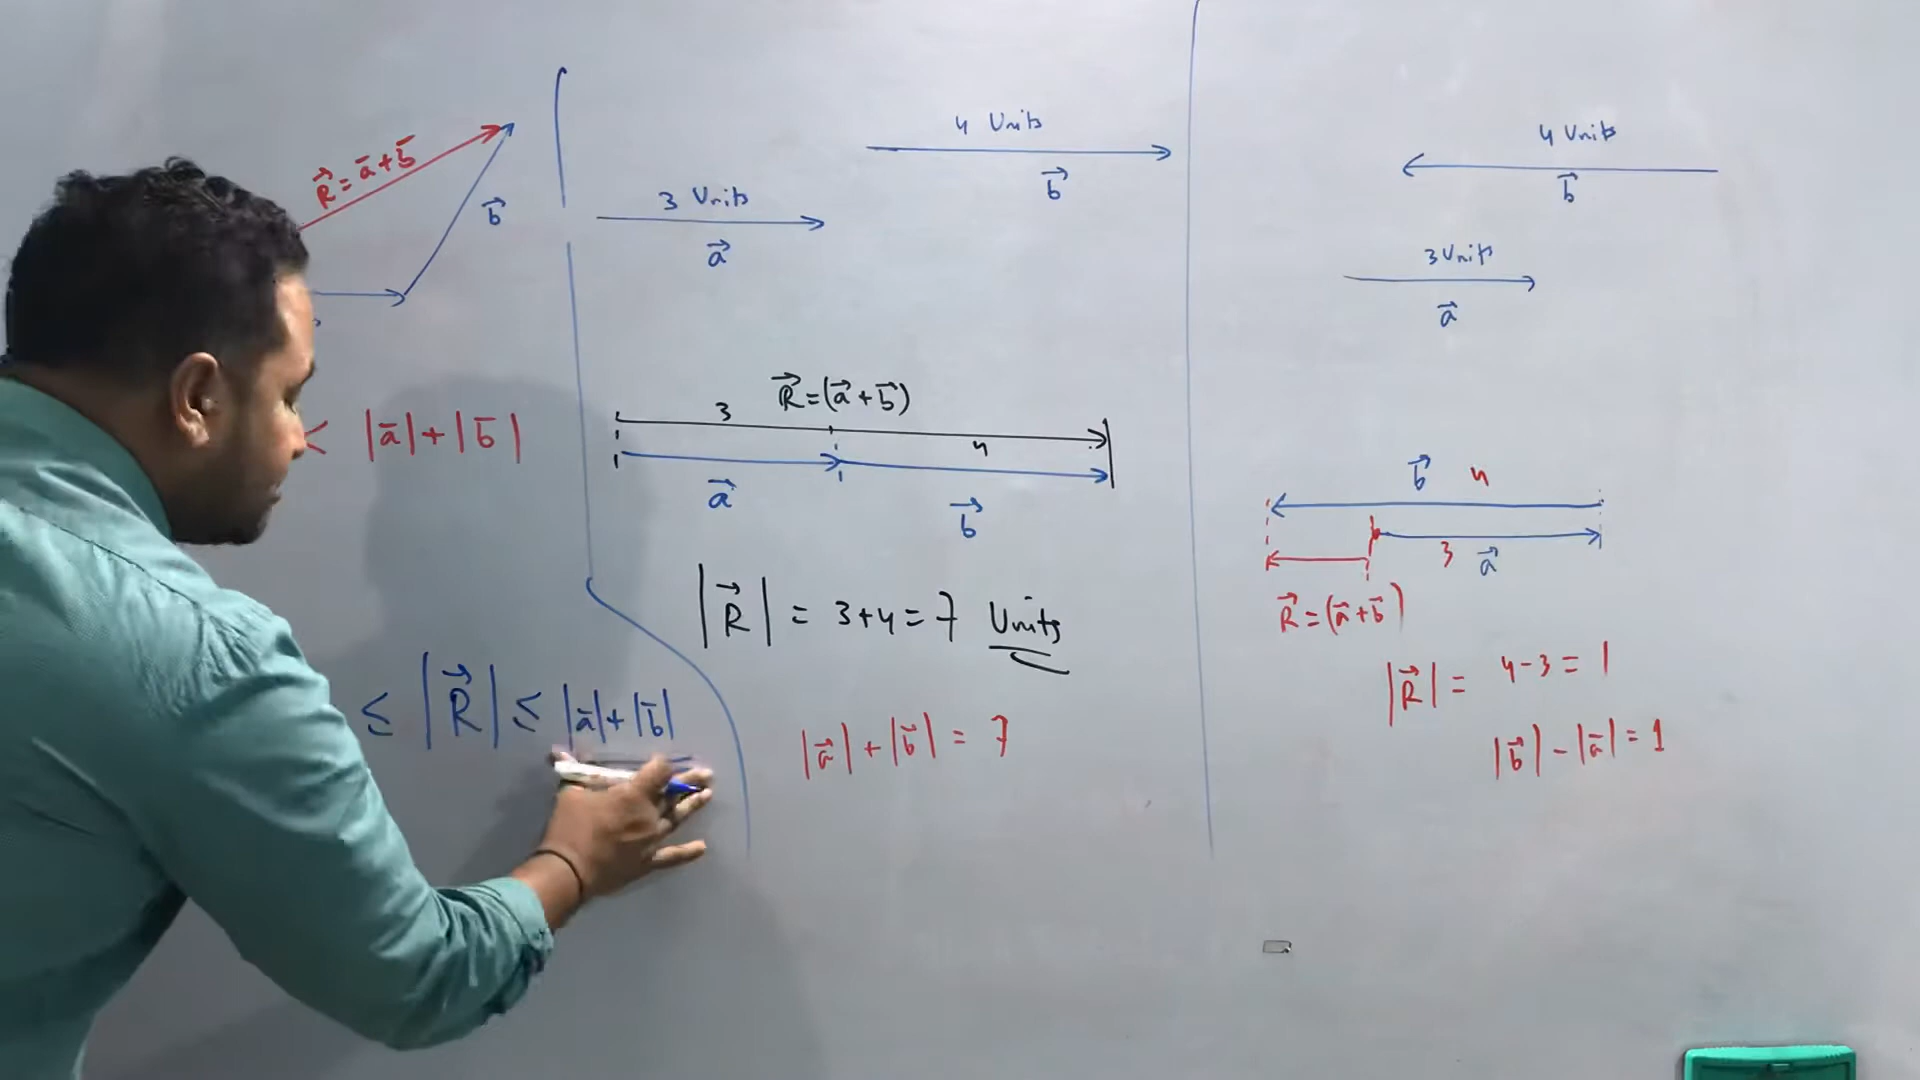 R⃗ = a̅ + b̅
b⃗
< |a̅| + |b̅|
≤ |R⃗| ≤ |a̅| + |b̅|
4 Units
b⃗
3 Units
a⃗
R⃗ = (a⃗ + b⃗)
3
4
a⃗
b⃗
|R⃗| = 3+4 = 7 Units
|a⃗| + |b⃗| = 7
4 Units
b⃗
3 Units
a⃗
b⃗ 4
3 a⃗
R⃗ = (a̅ + b̅)
|R⃗| = 4-3 = 1
|b⃗| - |a̅| = 1